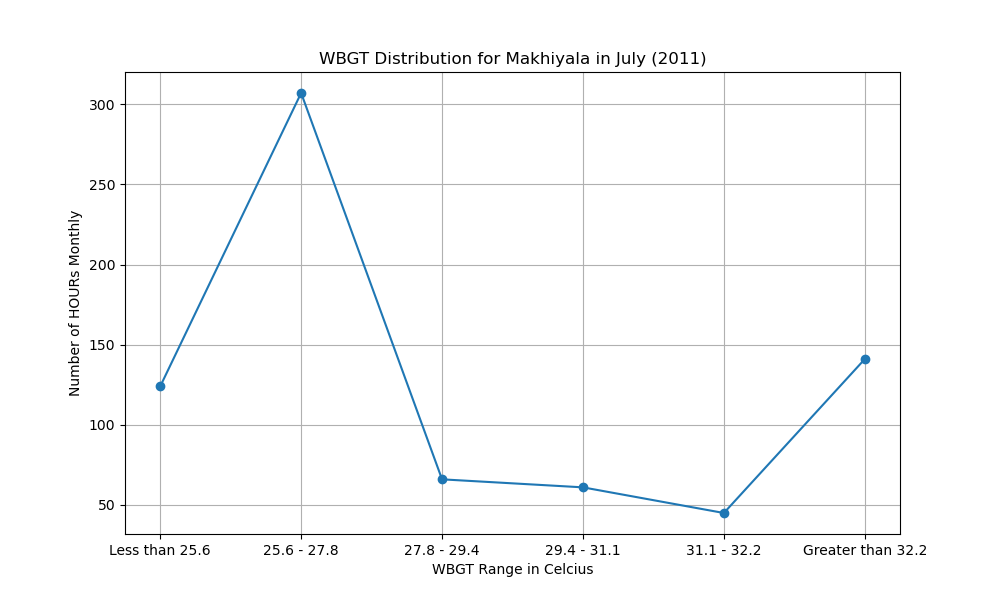 WBGT Distribution for Makhiyala in July (2011)
Number of HOURs Monthly
300
250
200
150
100
50
Less than 25.6
25.6 - 27.8
27.8 - 29.4
29.4 - 31.1
31.1 - 32.2
Greater than 32.2
WBGT Range in Celcius